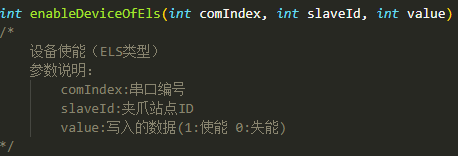 int enableDeviceOfEls(int comIndex, int slaveId, int value)
/*
设备使能（ELS类型）
参数说明：
comIndex:串口编号
slaveId:夹爪站点ID
value:写入的数据(1:使能 0:失能)
*/